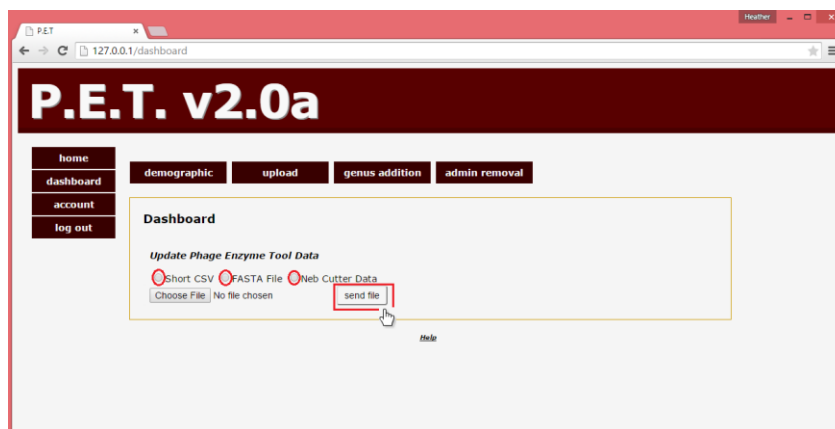 Heather
P.E.T
127.0.0.1/dashboard
P.E.T. v2.0a
home
dashboard
account
log out
demographic upload genus addition admin removal
Dashboard
Update Phage Enzyme Tool Data
Short CSV FASTA File Neb Cutter Data
Choose File No file chosen send file
Help